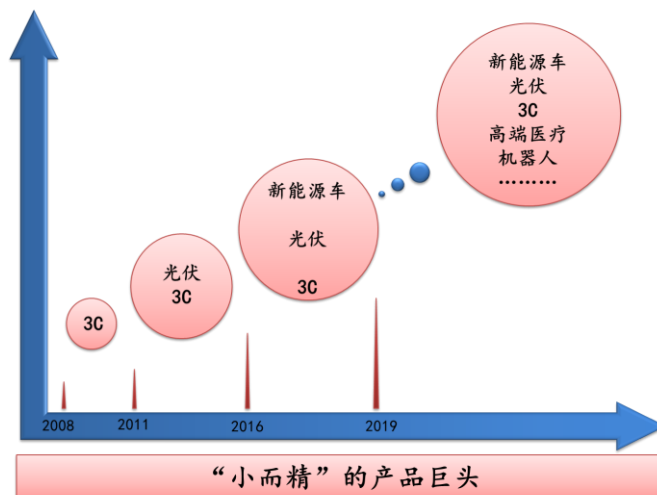 新能源车
光伏
3C
高端医疗
机器人
………
新能源车
光伏
3C
光伏
3C
3C
2008
2011
2016
2019
“小而精”的产品巨头